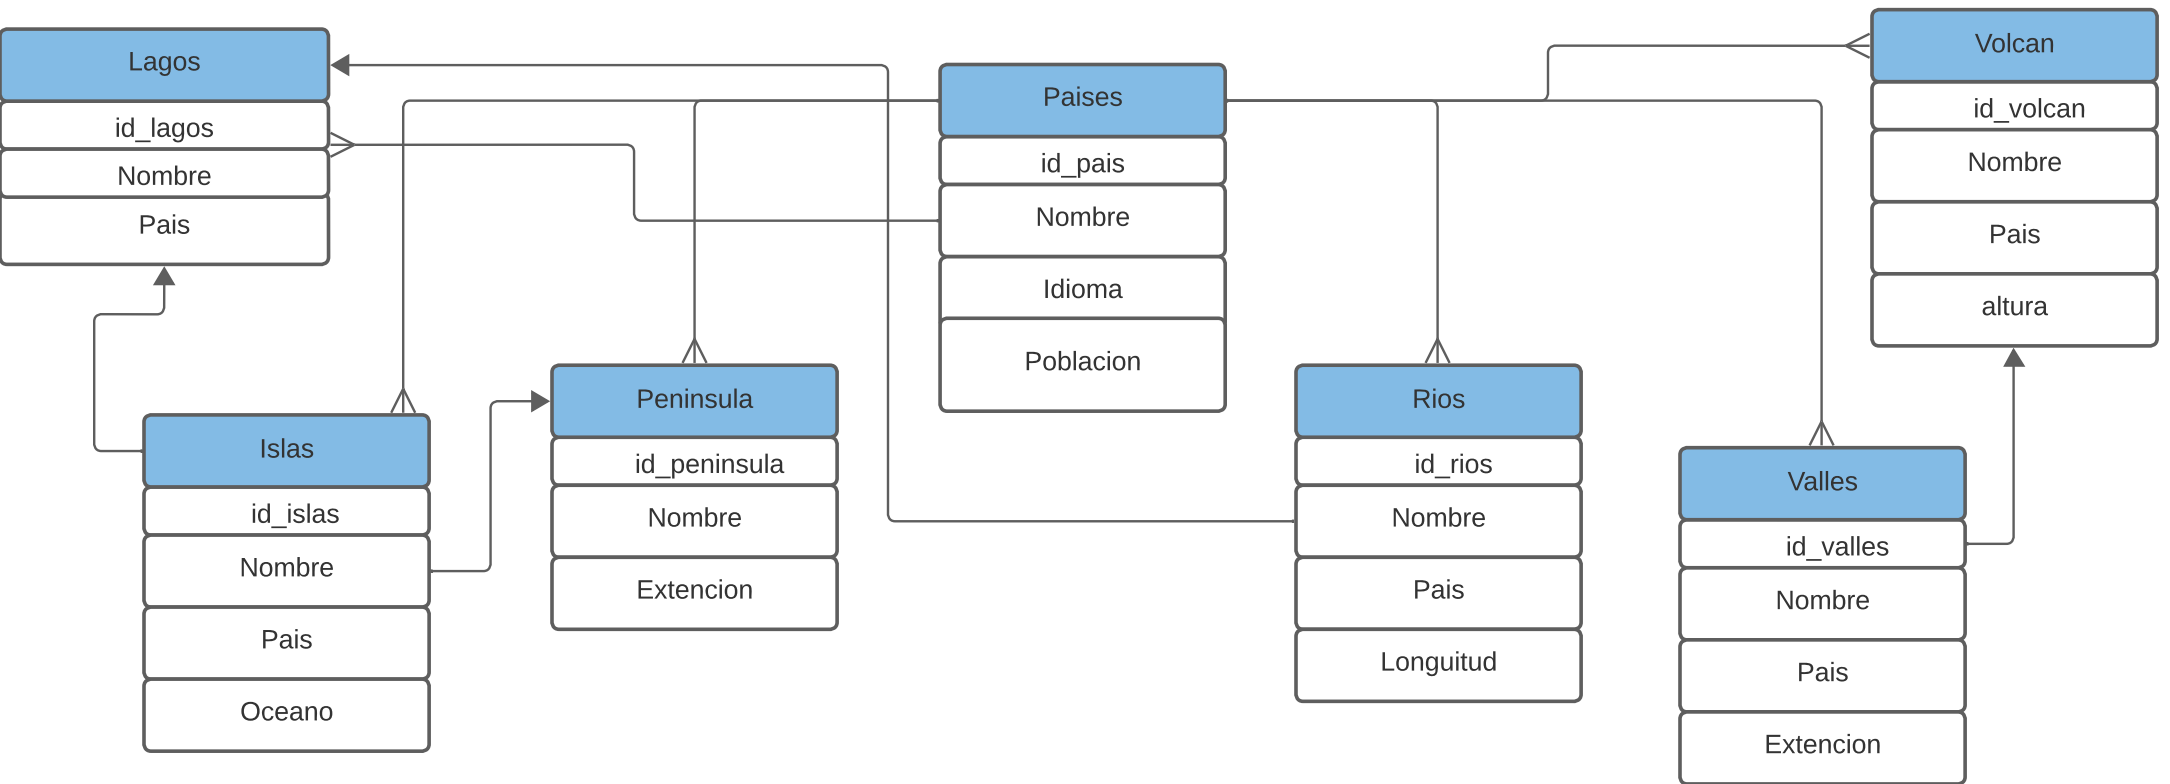 Lagos
id_lagos
Nombre
Pais
Paises
id_pais
Nombre
Idioma
Poblacion
Volcan
id_volcan
Nombre
Pais
altura
Islas
id_islas
Nombre
Pais
Oceano
Peninsula
id_peninsula
Nombre
Extencion
Rios
id_rios
Nombre
Pais
Longuitud
Valles
id_valles
Nombre
Pais
Extencion